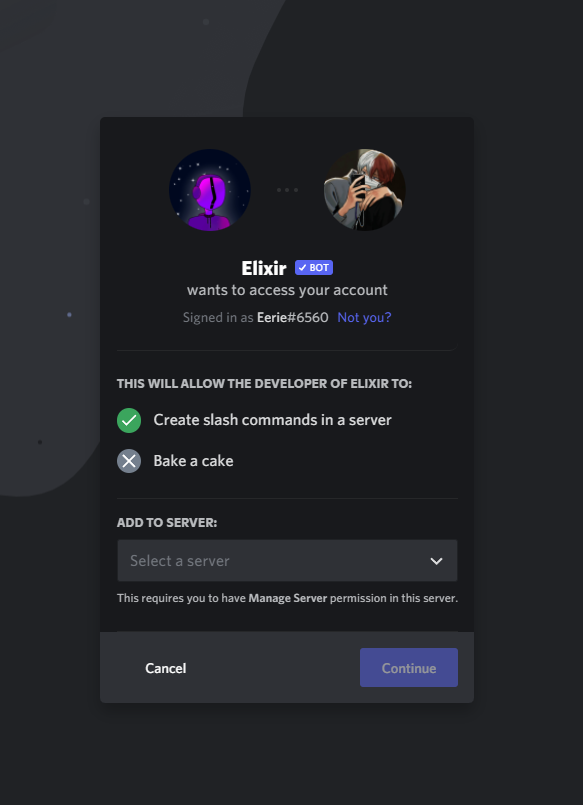 Elixir BOT
wants to access your account
Signed in as Eerie#6560 Not you?
THIS WILL ALLOW THE DEVELOPER OF ELIXIR TO:
Create slash commands in a server
Bake a cake
ADD TO SERVER:
Select a server
This requires you to have Manage Server permission in this server.
Cancel
Continue